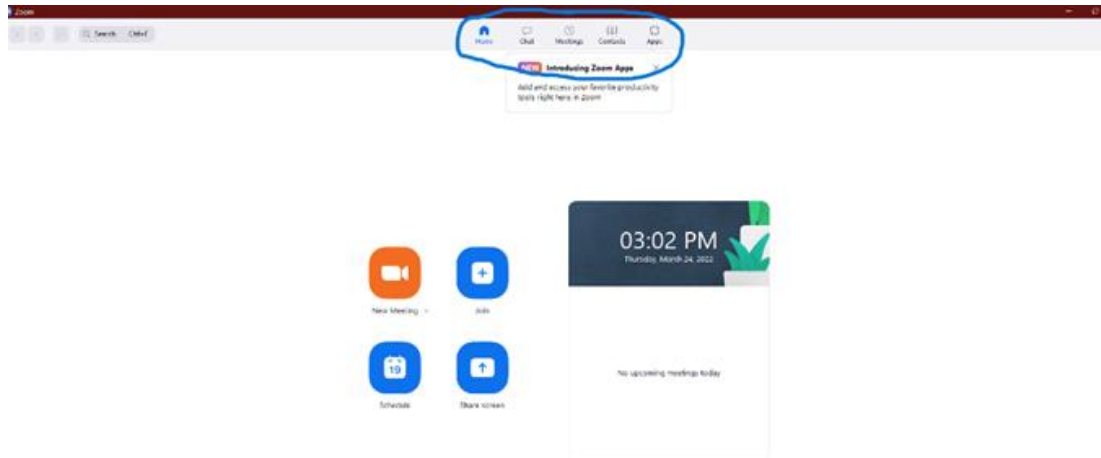 Zoom
Search Ctrl+F
Home Chat Meetings Contacts Apps
NEW Introducing Zoom Apps
Add and access your favorite productivity
tools right here in Zoom
03:02 PM
Thursday, March 24, 2022
New Meeting Join
19
Schedule Share screen
No upcoming meetings today